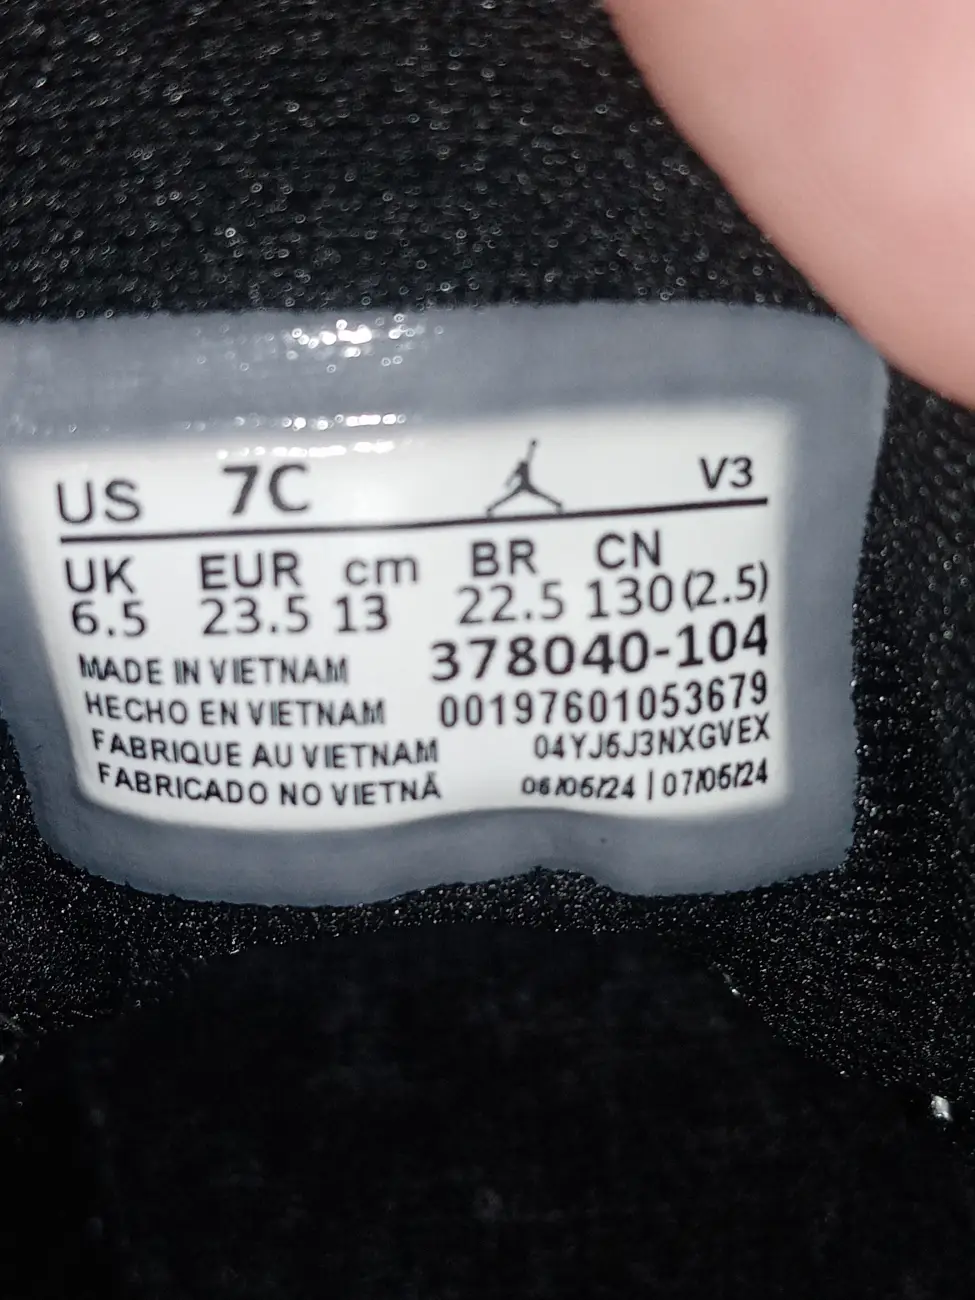 US 7C V3
UK EUR cm BR CN
6.5 23.5 13 22.5 130(2.5)
MADE IN VIETNAM 378040-104
HECHO EN VIETNAM 00197601053679
FABRIQUE AU VIETNAM 04YJ6J3NXGVEX
FABRICADO NO VIETNÃ 06/06/24 | 07/06/24